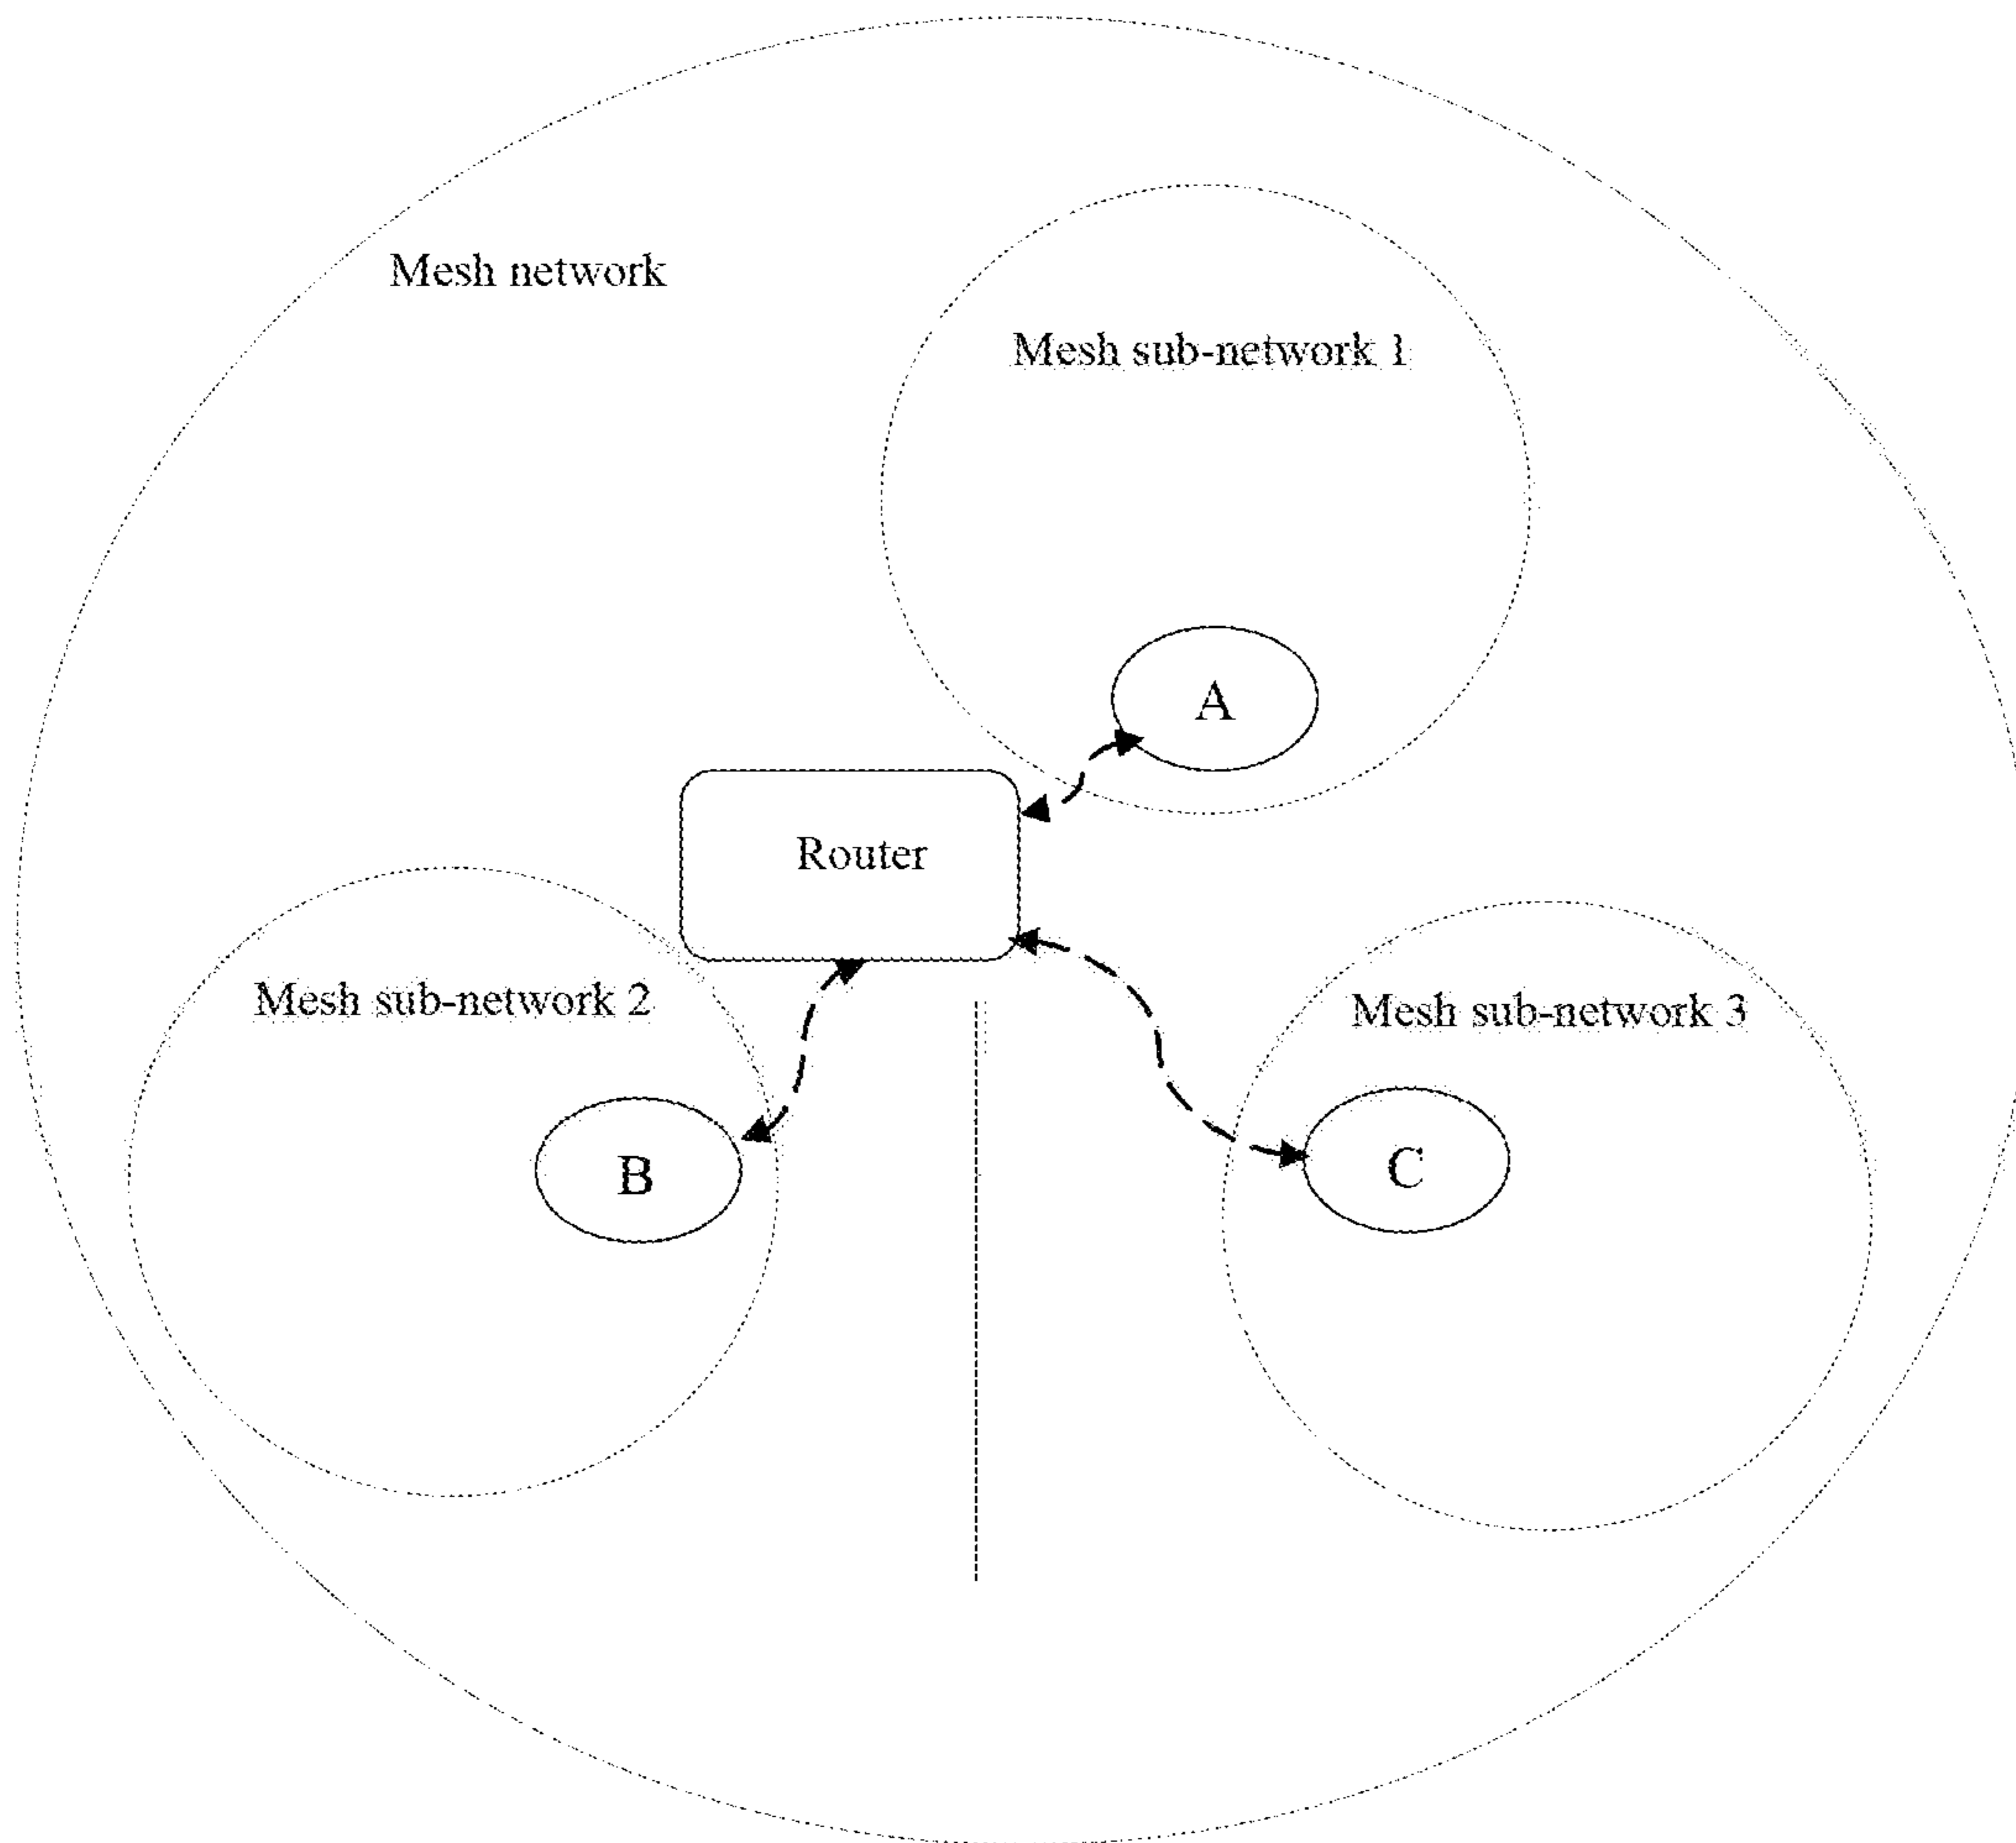 Mesh network
Mesh sub-network 1
A
Router
Mesh sub-network 2
Mesh sub-network 3
B
C